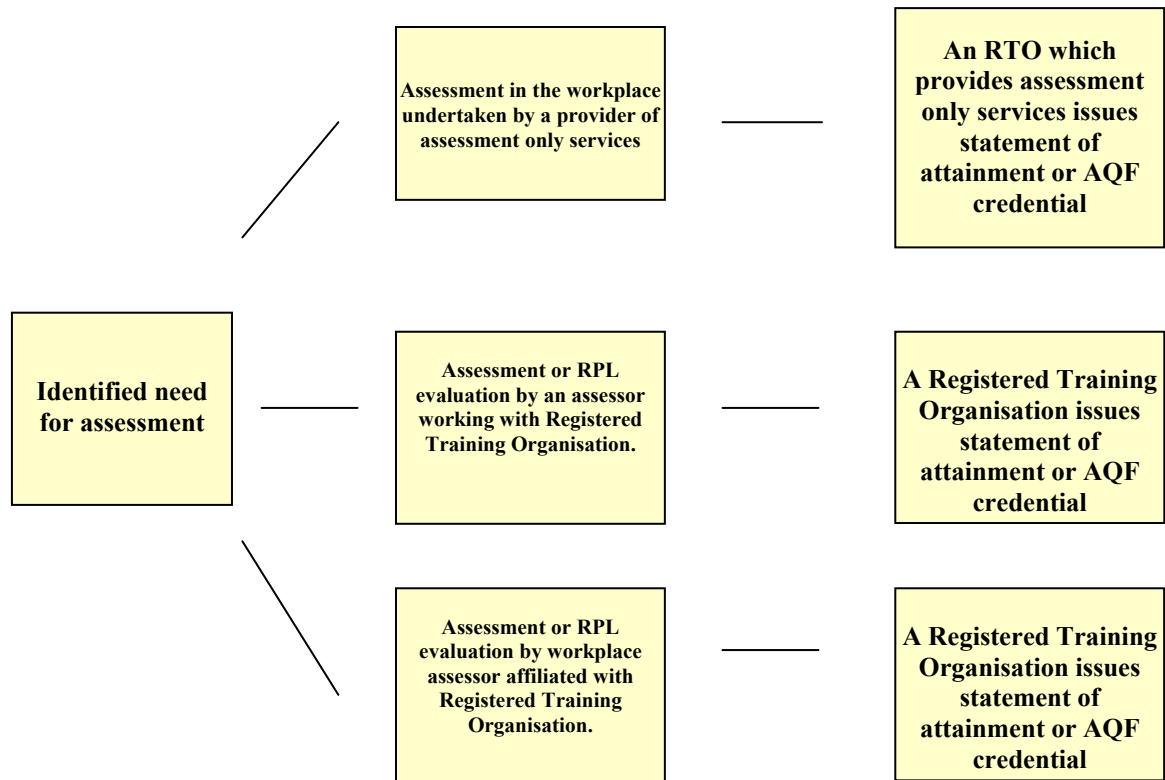 Identified need
for assessment
Assessment in the workplace
undertaken by a provider of
assessment only services
An RTO which
provides assessment
only services issues
statement of
attainment or AQF
credential
Assessment or RPL
evaluation by an assessor
working with Registered
Training Organisation.
A Registered Training
Organisation issues
statement of
attainment or AQF
credential
Assessment or RPL
evaluation by workplace
assessor affiliated with
Registered Training
Organisation.
A Registered Training
Organisation issues
statement of
attainment or AQF
credential